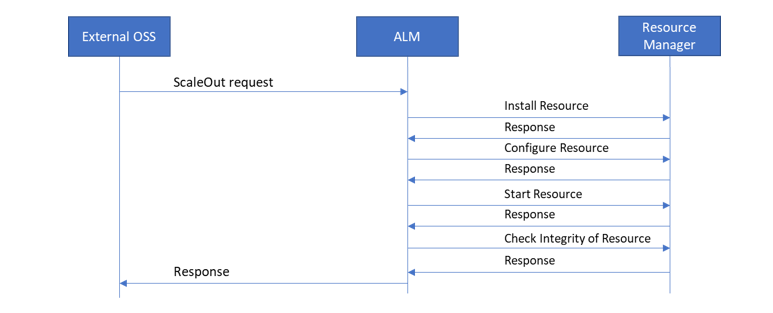 External OSS
ALM
Resource
Manager
ScaleOut request
Install Resource
Response
Configure Resource
Response
Start Resource
Response
Check Integrity of Resource
Response
Response